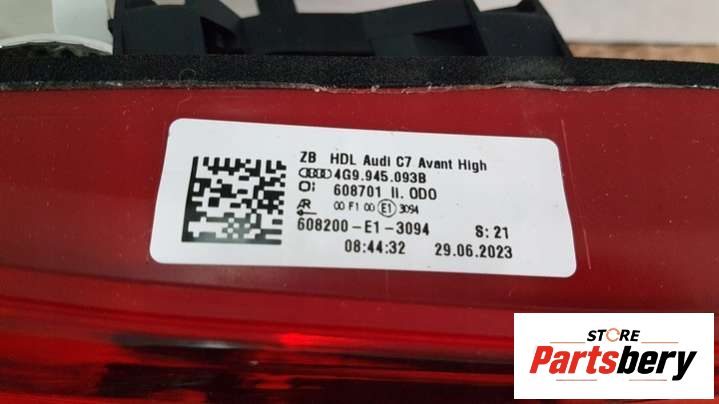 ZB HDL Audi C7 Avant High
4G9.945.093B
O: 608701 II. ODO
AR 00 F1 00 E1 3094
608200-E1-3094 S: 21
08:44:32 29.06.2023
STORE
Partsbery